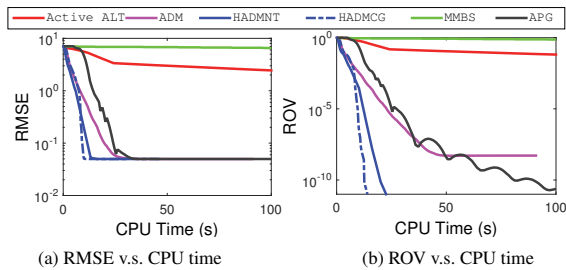 Active ALT ADM HADMNT HADMCG MMBS APG
10^1
10^0
10^-1
10^-2
RMSE
0 50 100
CPU Time (s)
10^0
10^-5
10^-10
ROV
0 50 100
CPU Time (s)
(a) RMSE v.s. CPU time
(b) ROV v.s. CPU time